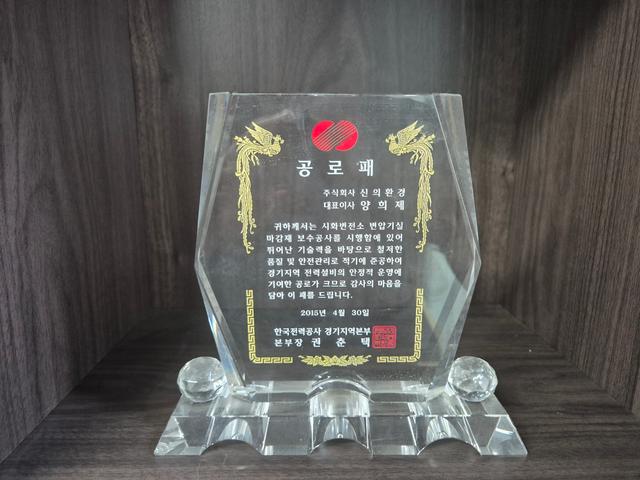 공로패
주식회사 신의환경
대표이사 양희제
귀하께서는 시화변전소 변압기실
마감재 보수공사를 시행함에 있어
뛰어난 기술력을 바탕으로 철저한
품질 및 안전관리로 적기에 준공하여
경기지역 전력설비의 안정적 운영에
기여한 공로가 크므로 감사의 마음을
담아 이 패를 드립니다.
2015년 4월 30일
한국전력공사 경기지역본부
본부장 권춘택